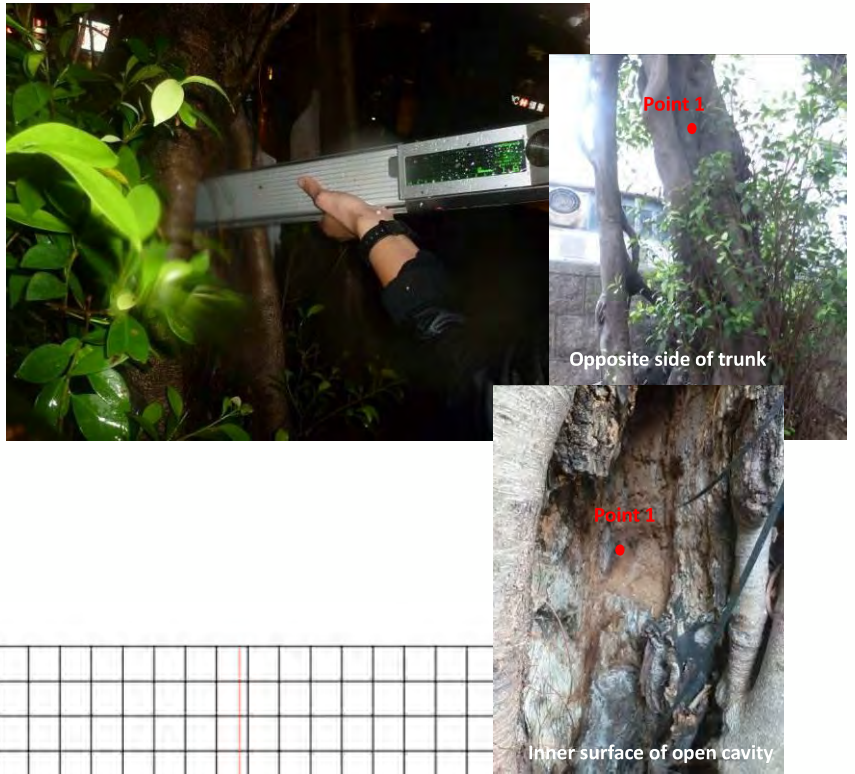 Point 1
Opposite side of trunk
Point 1
Inner surface of open cavity